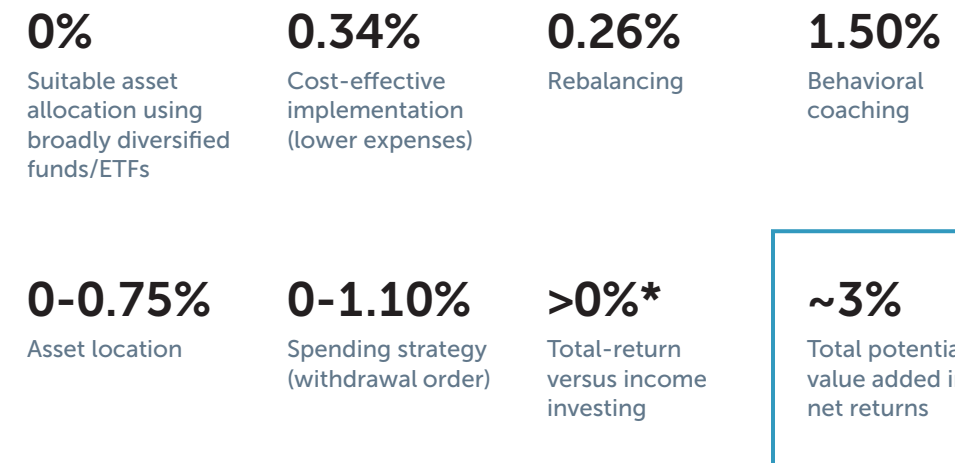 0%
Suitable asset
allocation using
broadly diversified
funds/ETFs
0.34%
Cost-effective
implementation
(lower expenses)
0.26%
Rebalancing
1.50%
Behavioral
coaching
0-0.75%
Asset location
0-1.10%
Spending strategy
(withdrawal order)
>0%*
Total-return
versus income
investing
~3%
Total
value added
net returns